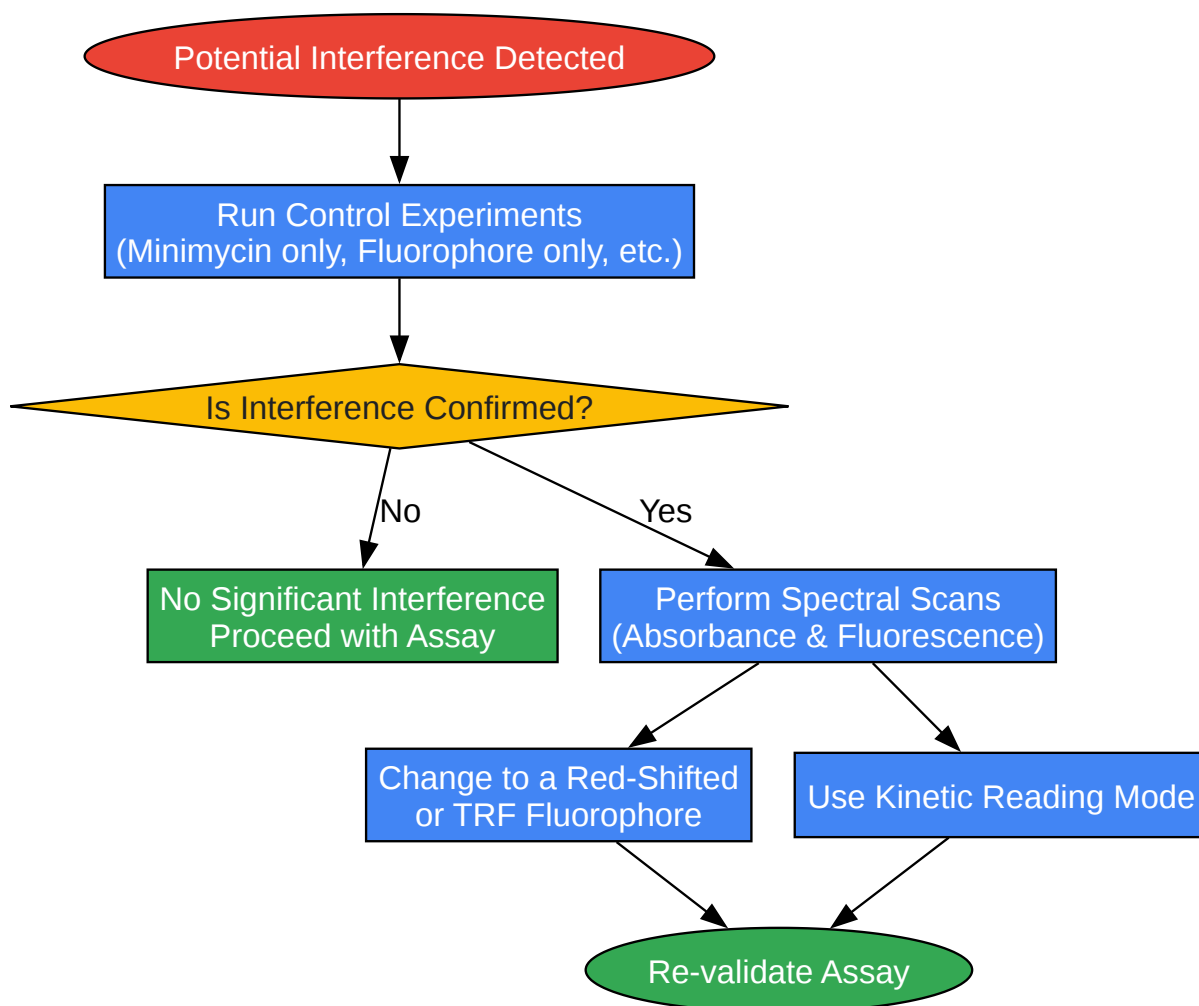 Potential Interference Detected
Run Control Experiments
(Minimycin only, Fluorophore only, etc.)
Is Interference Confirmed?
No
Yes
No Significant Interference
Proceed with Assay
Perform Spectral Scans
(Absorbance & Fluorescence)
Change to a Red-Shifted
or TRF Fluorophore
Use Kinetic Reading Mode
Re-validate Assay